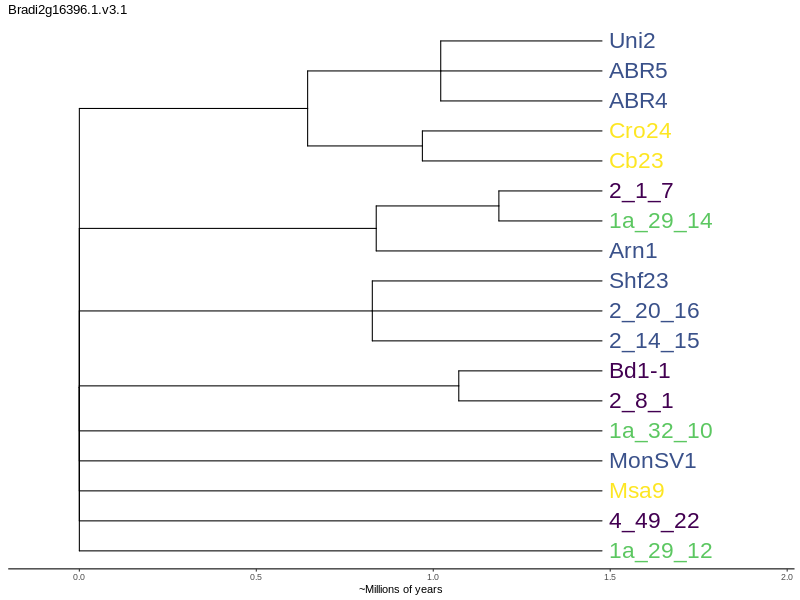 Bradi2g16396.1.v3.1
Uni2
ABR5
ABR4
Cro24
Cb23
2_1_7
1a_29_14
Arn1
Shf23
2_20_16
2_14_15
Bd1-1
2_8_1
1a_32_10
MonSV1
Msa9
4_49_22
1a_29_12
0.0 0.5 1.0 1.5 2.0
~Millions of years